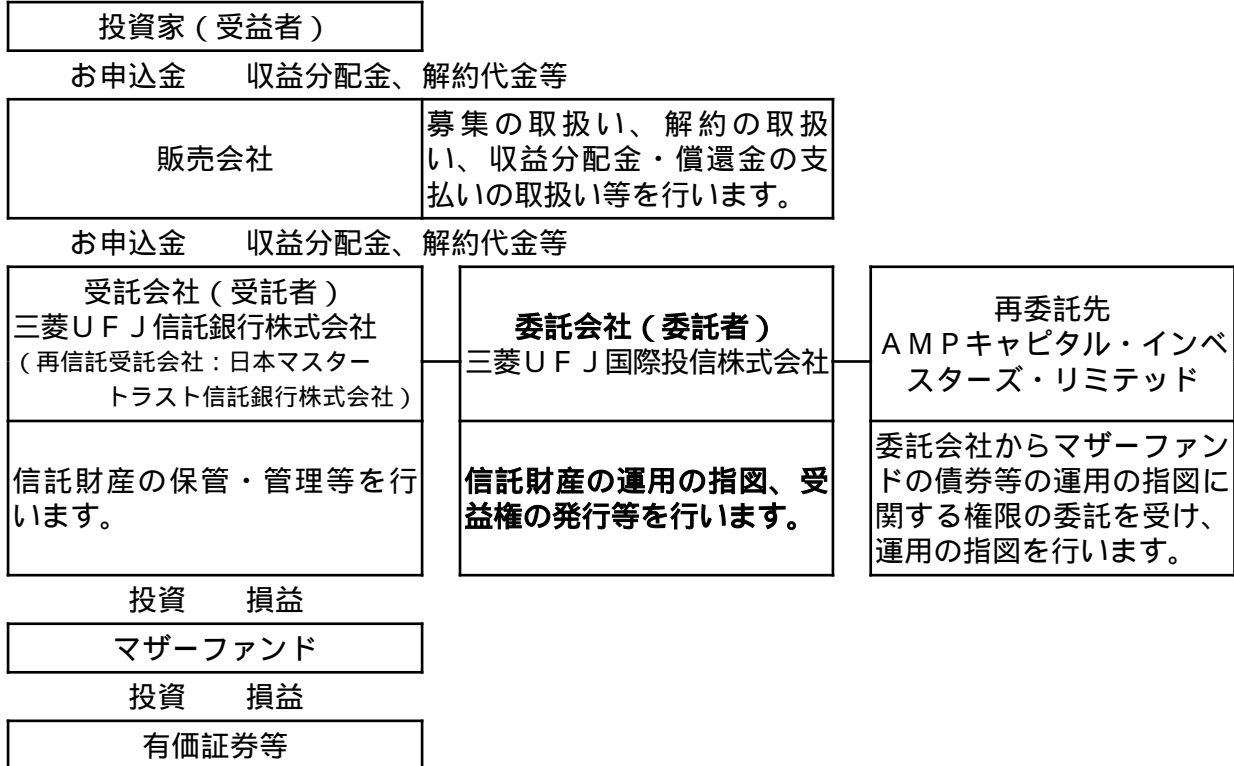 投資家（受益者）
お申込金　　収益分配金、解約代金等
販売会社
募集の取扱い、解約の取扱
い、収益分配金・償還金の支
払いの取扱い等を行います。
お申込金　　収益分配金、解約代金等
受託会社（受託者）
三菱ＵＦＪ信託銀行株式会社
（再信託受託会社：日本マスター
トラスト信託銀行株式会社）
委託会社（委託者）
三菱ＵＦＪ国際投信株式会社
再委託先
ＡＭＰキャピタル・インベ
スターズ・リミテッド
信託財産の保管・管理等を行
います。
信託財産の運用の指図、受
益権の発行等を行います。
委託会社からマザーファン
ドの債券等の運用の指図に
関する権限の委託を受け、
運用の指図を行います。
投資　　損益
マザーファンド
投資　　損益
有価証券等